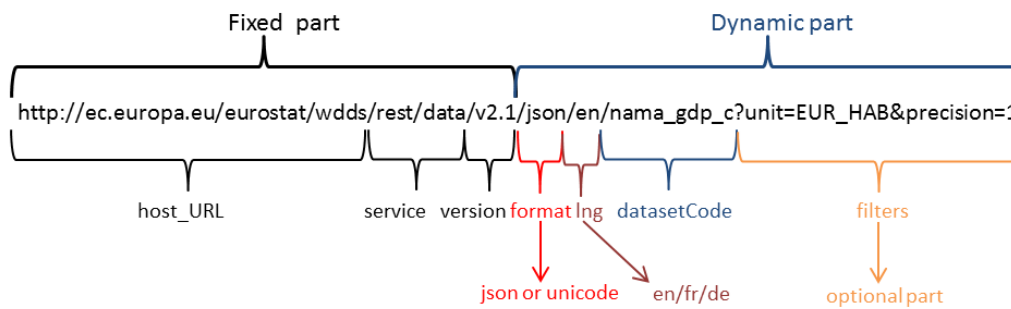 Fixed part Dynamic part
http://ec.europa.eu/eurostat/wdds/rest/data/v2.1/json/en/nama_gdp_c?unit=EUR_HAB&precision=1
host_URL service version format lng datasetCode filters
json or unicode en/fr/de optional part